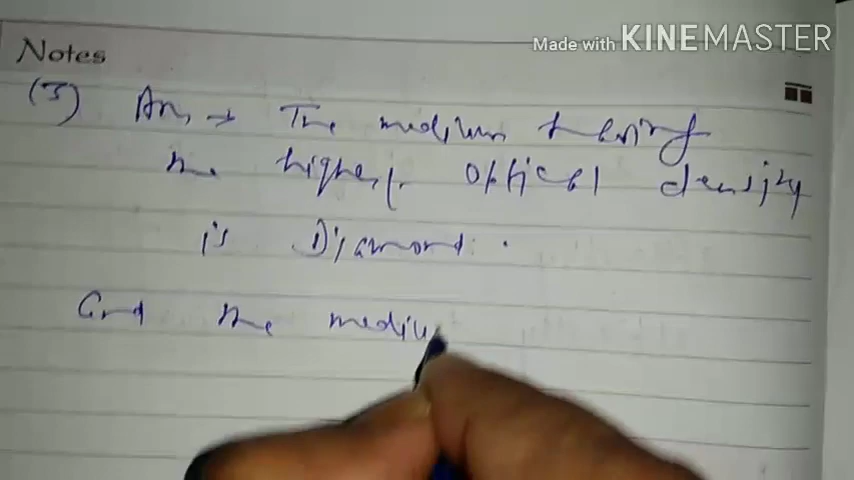 Made with KINEMASTER
Notes
(3) Ans → The medium having
the highest optical density
is Diamond.
and the mediu